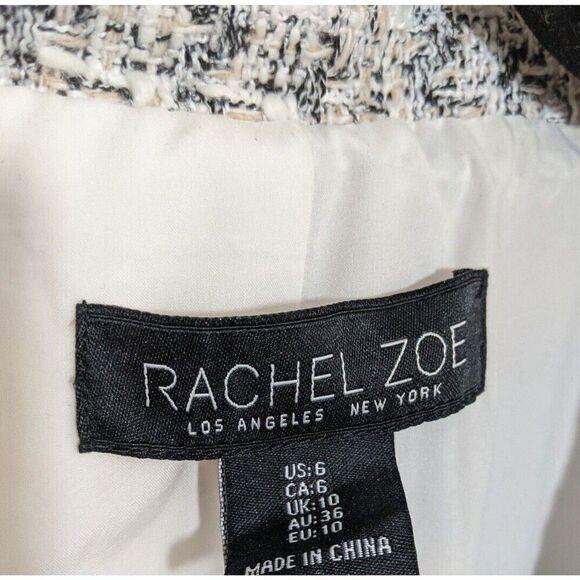 RACHEL ZOE
LOS ANGELES NEW YORK
US:6
CA:6
UK:10
AU:36
EU:10
MADE IN CHINA